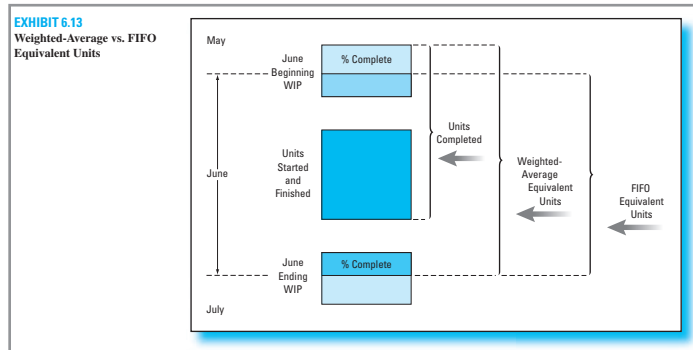 EXHIBIT 6.13
Weighted-Average vs. FIFO
Equivalent Units
May
June
Beginning
WIP
% Complete
Units
Completed
June
Units
Started
and
Finished
Weighted-
Average
Equivalent
Units
FIFO
Equivalent
Units
June
Ending
WIP
% Complete
July